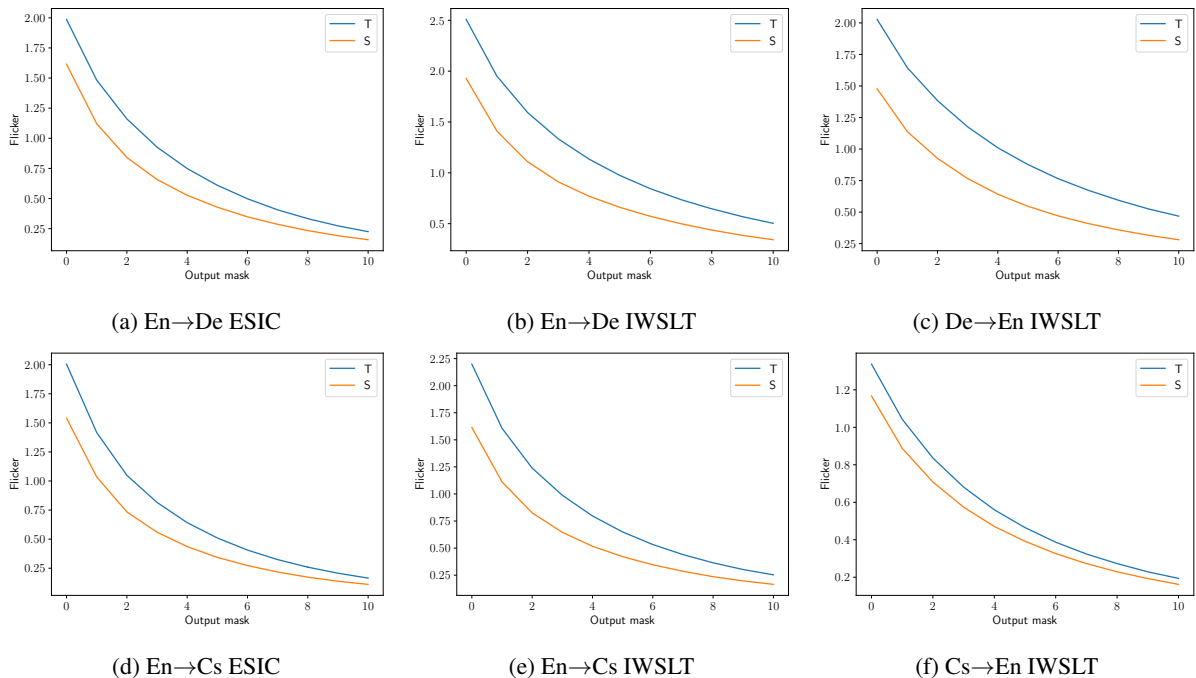 2.00
1.75
1.50
1.25
1.00
0.75
0.50
0.25
Flicker
T
S
0 2 4 6 8 10
Output mask
(a) En→De ESIC
2.5
2.0
1.5
1.0
0.5
Flicker
T
S
0 2 4 6 8 10
Output mask
(b) En→De IWSLT
2.00
1.75
1.50
1.25
1.00
0.75
0.50
0.25
Flicker
T
S
0 2 4 6 8 10
Output mask
(c) De→En IWSLT
2.00
1.75
1.50
1.25
1.00
0.75
0.50
0.25
Flicker
T
S
0 2 4 6 8 10
Output mask
(d) En→Cs ESIC
2.25
2.00
1.75
1.50
1.25
1.00
0.75
0.50
0.25
Flicker
T
S
0 2 4 6 8 10
Output mask
(e) En→Cs IWSLT
1.2
1.0
0.8
0.6
0.4
0.2
Flicker
T
S
0 2 4 6 8 10
Output mask
(f) Cs→En IWSLT